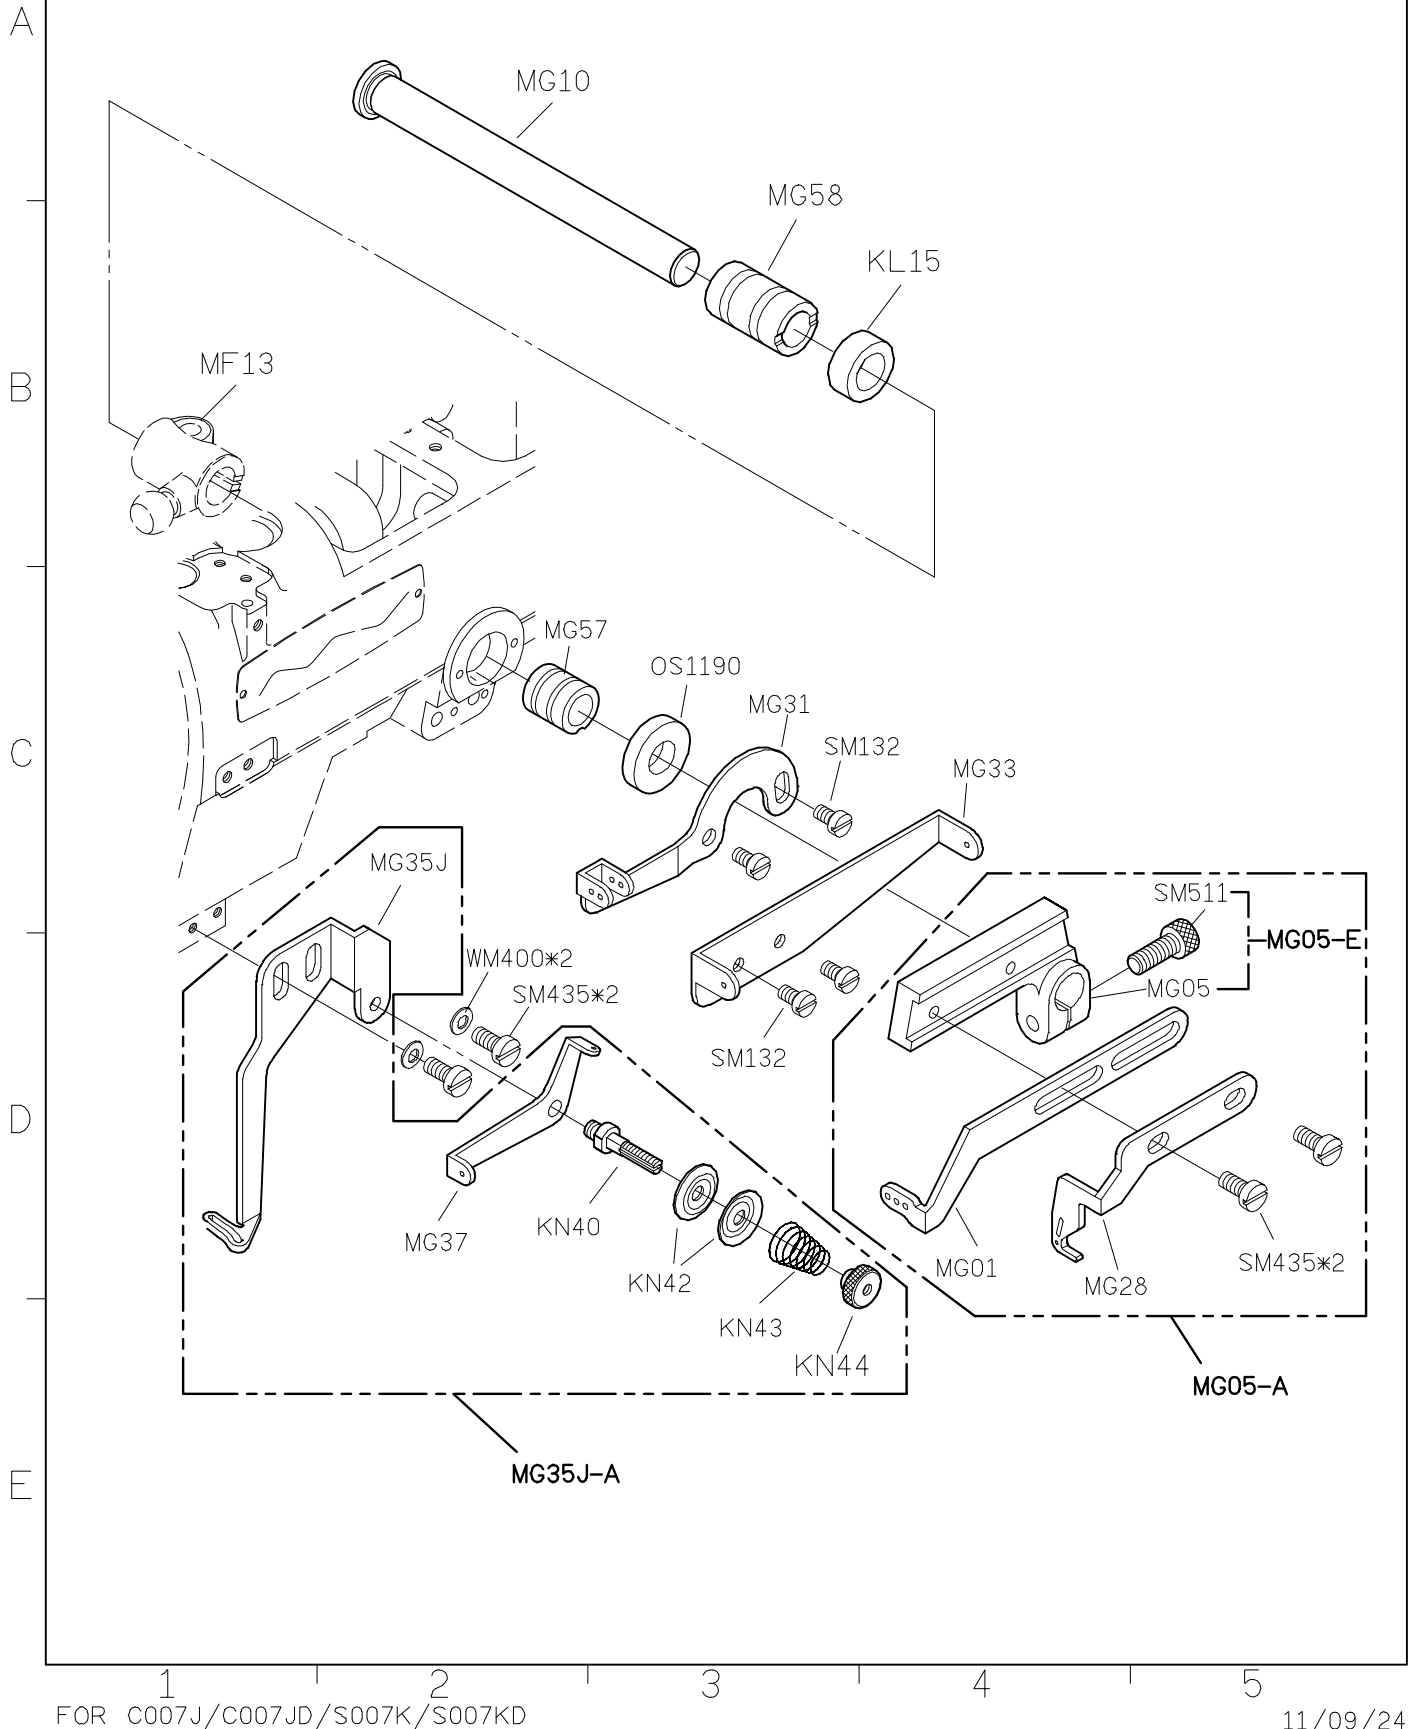 A
MG10
MG58
KL15
MF13
B
MG57
OS1190
MG31
SM132
MG33
C
MG35J
SM511
MG05-E
WM400*2
SM435*2
MG05
SM132
D
KN40
MG37
KN42
MG01
SM435*2
MG28
KN43
KN44
MG05-A
MG35J-A
E
1 2 3 4 5
FOR C007J/C007JD/S007K/S007KD
11/09/24